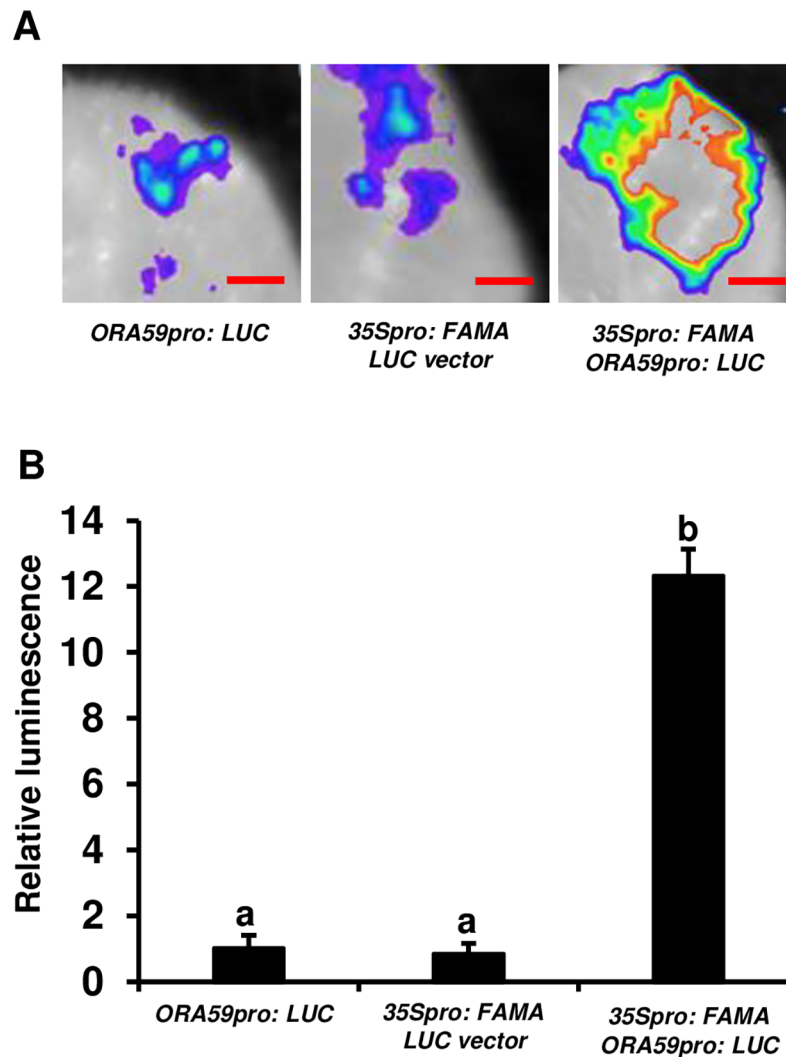 A
ORA59pro: LUC
35Spro: FAMA
LUC vector
35Spro: FAMA
ORA59pro: LUC
B
Relative luminescence
14
12
10
8
6
4
2
0
a
a
b
ORA59pro: LUC
35Spro: FAMA
LUC vector
35Spro: FAMA
ORA59pro: LUC